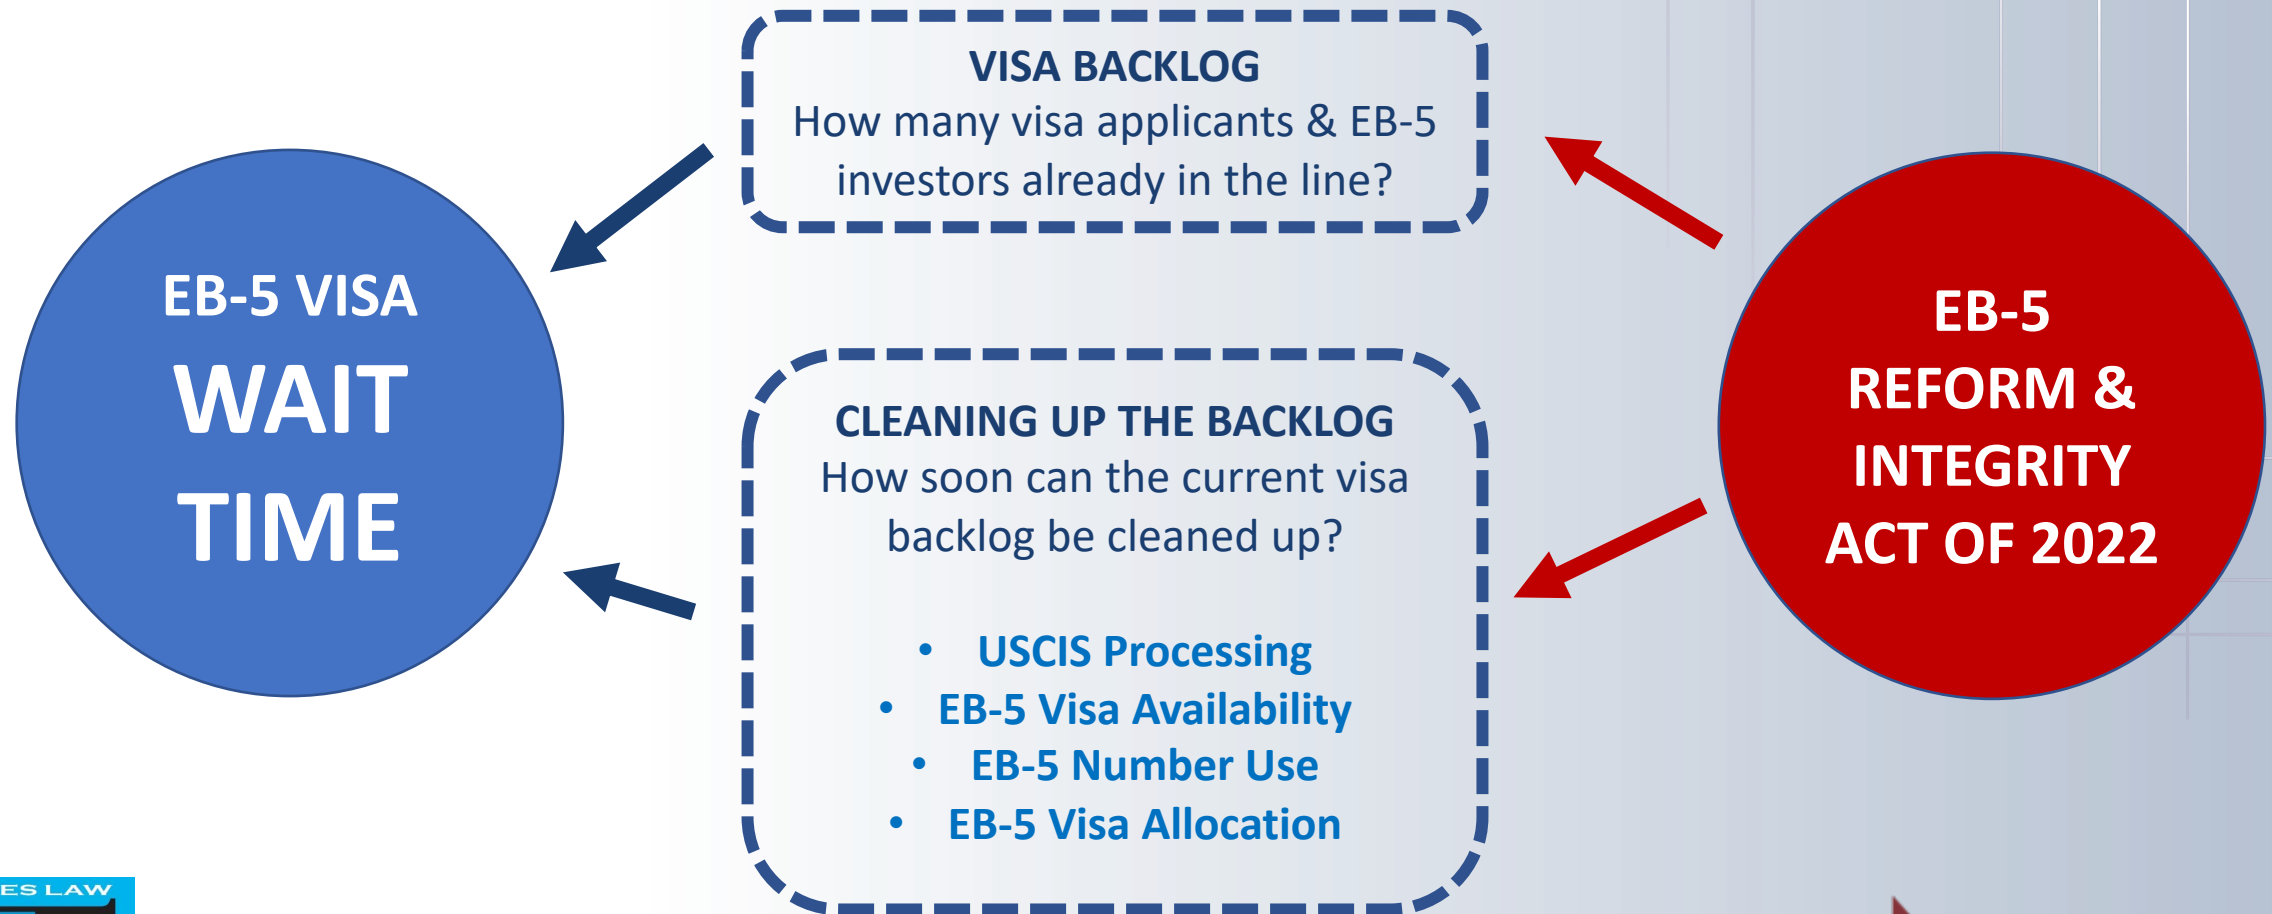 VISA BACKLOG
How many visa applicants & EB-5
investors already in the line?
EB-5 VISA
WAIT
TIME
CLEANING UP THE BACKLOG
How soon can the current visa
backlog be cleaned up?
• USCIS Processing
• EB-5 Visa Availability
• EB-5 Number Use
• EB-5 Visa Allocation
EB-5
REFORM &
INTEGRITY
ACT OF 2022
LAW